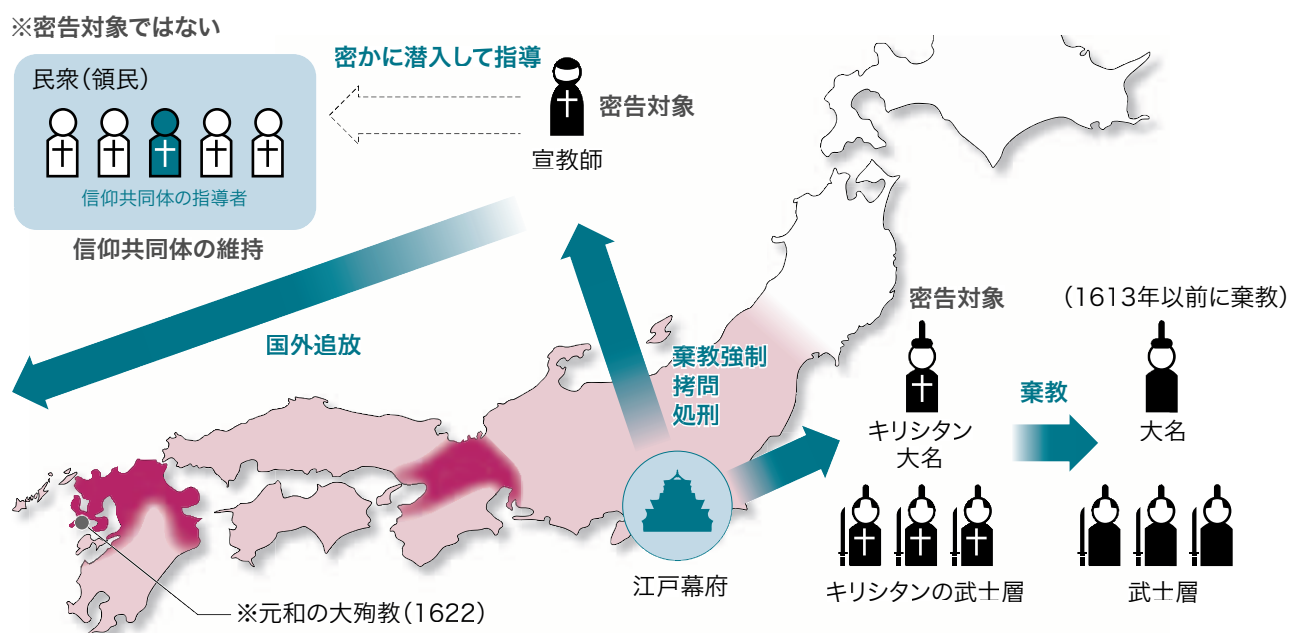 ※密告対象ではない
民衆（領民）
信仰共同体の指導者
信仰共同体の維持
密かに潜入して指導
密告対象
宣教師
国外追放
棄教強制
拷問
処刑
密告対象
（1613年以前に棄教）
キリシタン
大名
棄教
大名
江戸幕府
キリシタンの武士層
武士層
※元和の大殉教（1622）